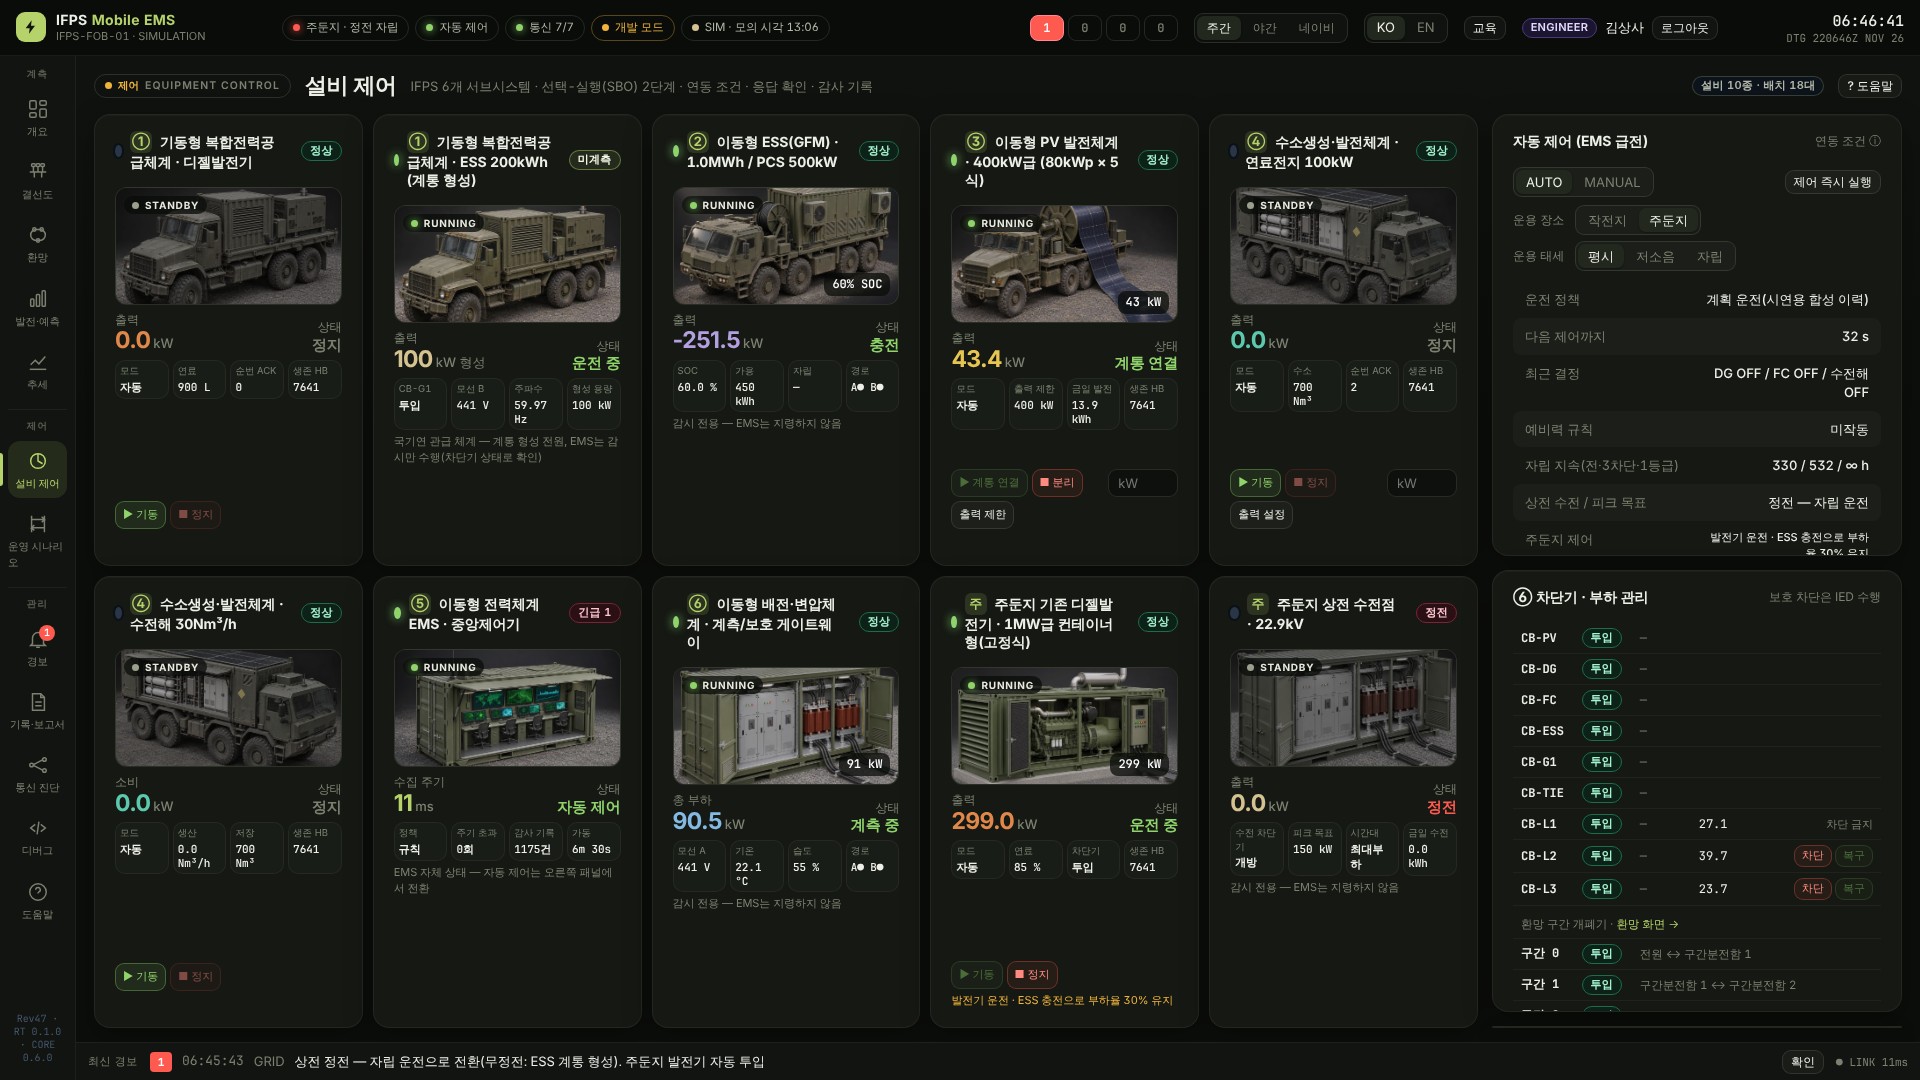 IFPS Mobile EMS
IFPS-FOB-01 · SIMULATION
주둔지 · 정전 자립
자동 제어
통신 7/7
개발 모드
SIM · 모의 시각 13:06
1 0 0 0
주간 야간 네이비
KO EN
교육
ENGINEER 김상사 로그아웃
06:46:41
DTG 220646Z NOV 26
계측
개요
결선도
환망
발전·예측
추세
제어
설비 제어
운영 시나리
오
관리
1
경보
기록·보고서
통신 진단
디버그
도움말
Rev47 ·
RT 0.1.0
· CORE
0.6.0
제어 EQUIPMENT CONTROL
설비 제어
IFPS 6개 서브시스템 · 선택-실행(SBO) 2단계 · 연동 조건 · 응답 확인 · 감사 기록
설비 10종 · 배치 18대
? 도움말
① 기동형 복합전력공
급체계 · 디젤발전기
정상
STANDBY
출력 상태
0.0 kW 정지
모드 연료 순번 ACK 생존 HB
자동 900 L 0 7641
▶ 기동 ■ 정지
① 기동형 복합전력공
급체계 · ESS 200kWh
(계통 형성)
미계측
RUNNING
출력 상태
100 kW 형성 운전 중
CB-G1 모선 B 주파수 형성 용량
투입 441 V 59.97 100 kW
Hz
국기연 관급 체계 — 계통 형성 전원, EMS는 감
시만 수행(차단기 상태로 확인)
② 이동형 ESS(GFM) ·
1.0MWh / PCS 500kW
정상
RUNNING
60% SOC
출력 상태
-251.5 kW 충전
SOC 가용 자립 경로
60.0 % 450 — A● B●
kWh
감시 전용 — EMS는 지령하지 않음
③ 이동형 PV 발전체계
· 400kW급 (80kWp × 5
식)
정상
RUNNING
43 kW
출력 상태
43.4 kW 계통 연결
모드 출력 제한 금일 발전 생존 HB
자동 400 kW 13.9 7641
kWh
▶ 계통 연결 ■ 분리 kW
출력 제한
④ 수소생성·발전체계 ·
연료전지 100kW
정상
STANDBY
출력 상태
0.0 kW 정지
모드 수소 순번 ACK 생존 HB
자동 700 2 7641
Nm³
▶ 기동 ■ 정지 kW
출력 설정
④ 수소생성·발전체계 ·
수전해 30Nm³/h
정상
STANDBY
소비 상태
0.0 kW 정지
모드 생산 저장 생존 HB
자동 0.0 700 7641
Nm³/h Nm³
▶ 기동 ■ 정지
⑤ 이동형 전력체계
EMS · 중앙제어기
긴급 1
RUNNING
수집 주기 상태
11 ms 자동 제어
정책 주기 초과 감사 기록 가동
규칙 0회 1175건 6m 30s
EMS 자체 상태 — 자동 제어는 오른쪽 패널에
서 전환
⑥ 이동형 배전·변압체
계 · 계측/보호 게이트웨
이
정상
RUNNING
91 kW
총 부하 상태
90.5 kW 계측 중
모선 A 기온 습도 경로
441 V 22.1 55 % A● B●
°C
감시 전용 — EMS는 지령하지 않음
주 주둔지 기존 디젤발
전기 · 1MW급 컨테이너
형(고정식)
정상
RUNNING
299 kW
출력 상태
299.0 kW 운전 중
모드 연료 차단기 생존 HB
자동 85 % 투입 7641
▶ 기동 ■ 정지
발전기 운전 · ESS 충전으로 부하율 30% 유지
주 주둔지 상전 수전점
· 22.9kV
정전
STANDBY
출력 상태
0.0 kW 정전
수전 차단 피크 목표 시간대 금일 수전
기 150 kW 최대부 0.0
개방 하 kWh
감시 전용 — EMS는 지령하지 않음
자동 제어 (EMS 급전) 연동 조건 ⓘ
AUTO MANUAL 제어 즉시 실행
운용 장소 작전지 주둔지
운용 태세 평시 저소음 자립
운전 정책 계획 운전(시연용 합성 이력)
다음 제어까지 32 s
최근 결정 DG OFF / FC OFF / 수전해
OFF
예비력 규칙 미작동
자립 지속(전·3차단·1등급) 330 / 532 / ∞ h
상전 수전 / 피크 목표 정전 — 자립 운전
주둔지 제어 발전기 운전 · ESS 충전으로 부하
율 30% 유지
⑥ 차단기 · 부하 관리 보호 차단은 IED 수행
CB-PV 투입 —
CB-DG 투입 —
CB-FC 투입 —
CB-ESS 투입 —
CB-G1 투입 —
CB-TIE 투입 —
CB-L1 투입 — 27.1 차단 금지
CB-L2 투입 — 39.7 차단 복구
CB-L3 투입 — 23.7 차단 복구
환망 구간 개폐기 · 환망 화면 →
구간 0 투입 전원 ↔ 구간분전함 1
구간 1 투입 구간분전함 1 ↔ 구간분전함 2
최신 경보 1 06:45:43 GRID 상전 정전 — 자립 운전으로 전환(무정전: ESS 계통 형성). 주둔지 발전기 자동 투입
확인
LINK 11ms